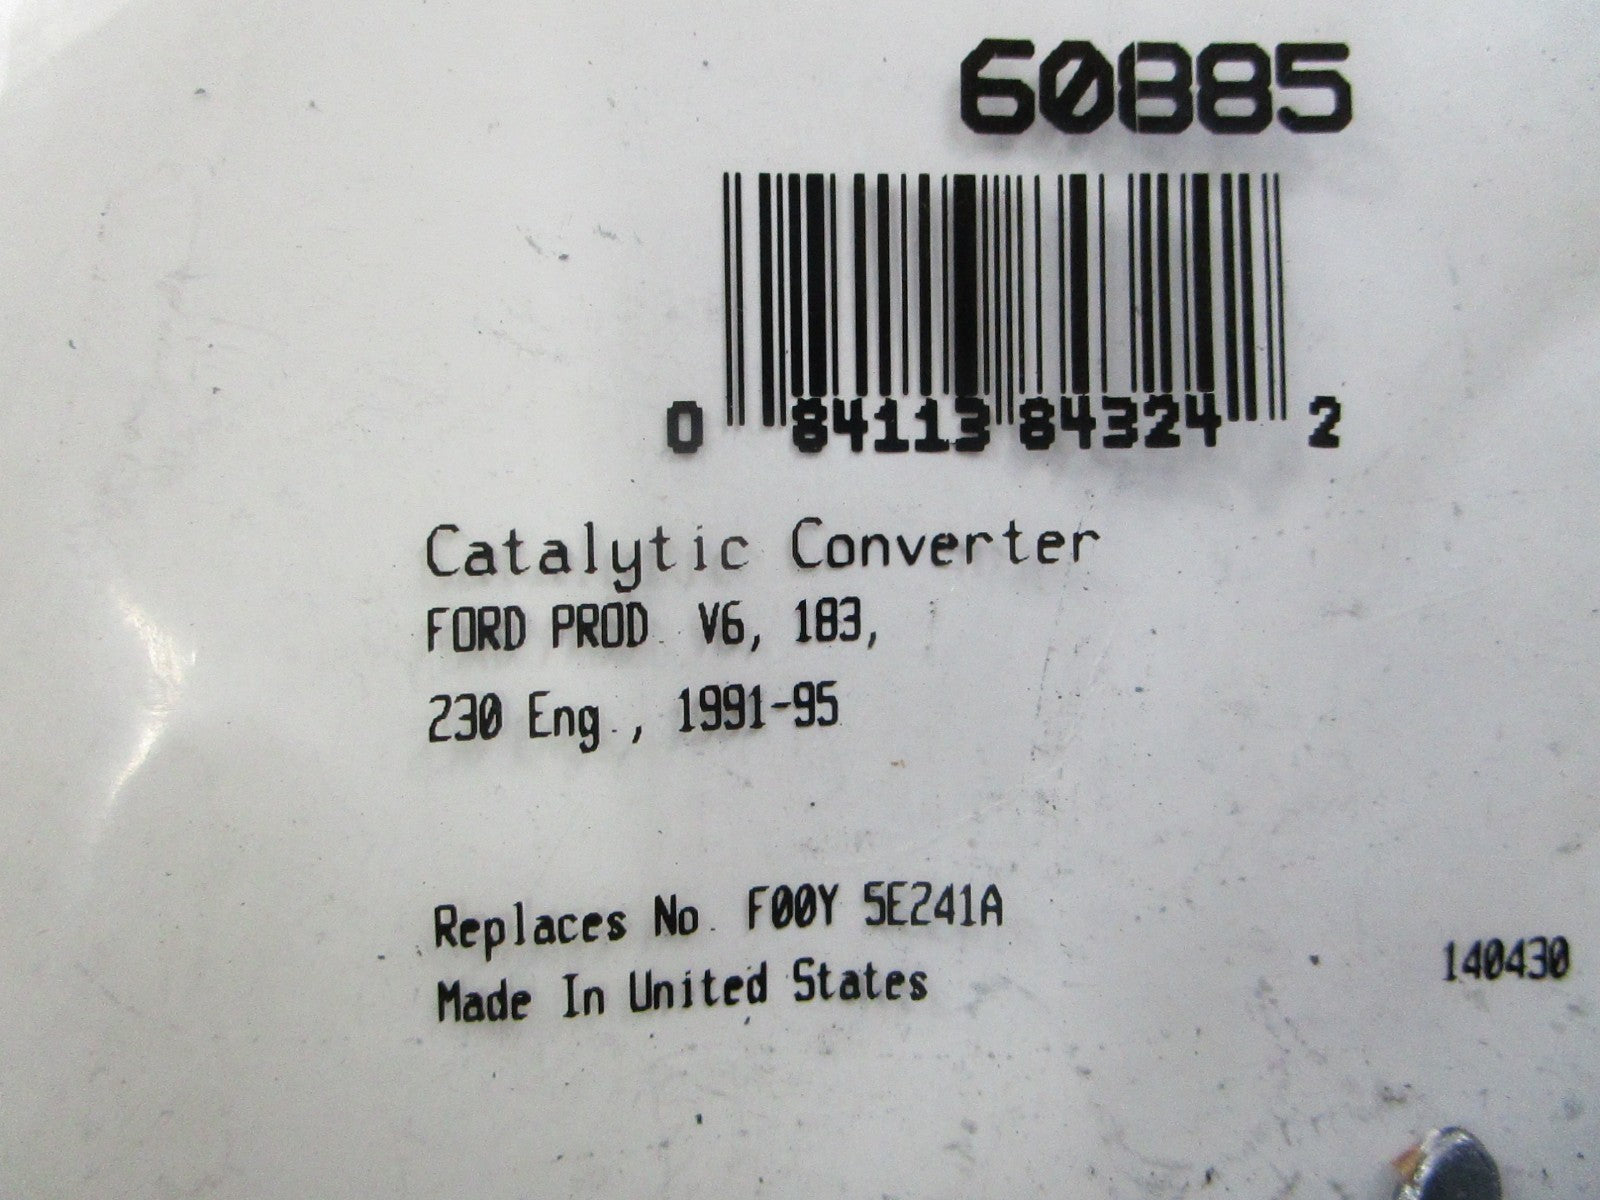 60885
0 84113 84324 2
Catalytic Converter
FORD PROD. V6, 183,
230 Eng., 1991-95
Replaces No. F00Y 5E241A
Made In United States
140430